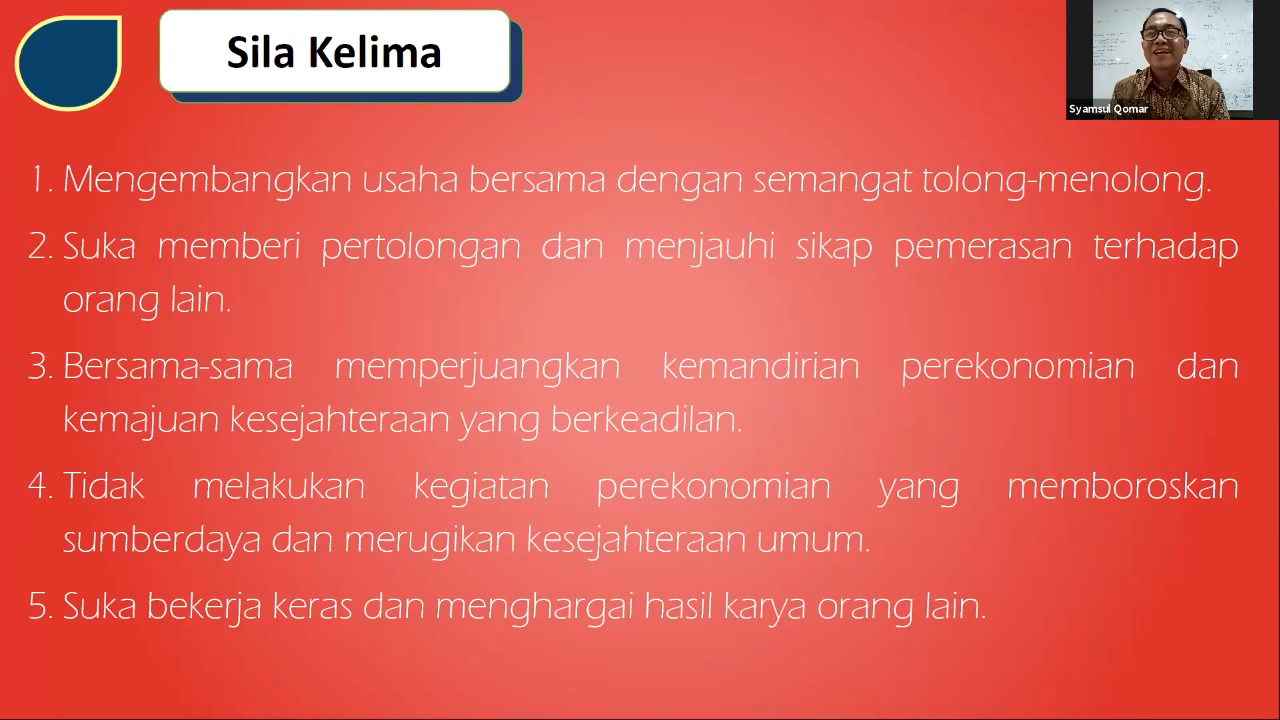 Sila Kelima
Syamsul Qomar
1. Mengembangkan usaha bersama dengan semangat tolong-menolong.
2. Suka memberi pertolongan dan menjauhi sikap pemerasan terhadap
orang lain.
3. Bersama-sama memperjuangkan kemandirian perekonomian dan
kemajuan kesejahteraan yang berkeadilan.
4. Tidak melakukan kegiatan perekonomian yang memboroskan
sumberdaya dan merugikan kesejahteraan umum.
5. Suka bekerja keras dan menghargai hasil karya orang lain.